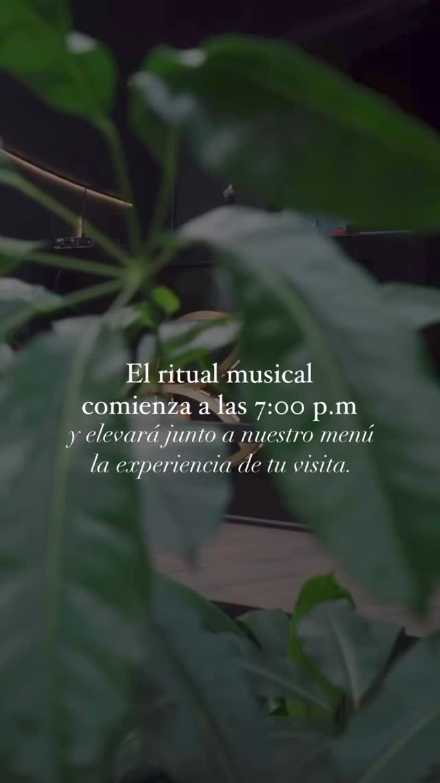 El ritual musical
comienza a las 7:00 p.m
y elevará junto a nuestro menú
la experiencia de tu visita.